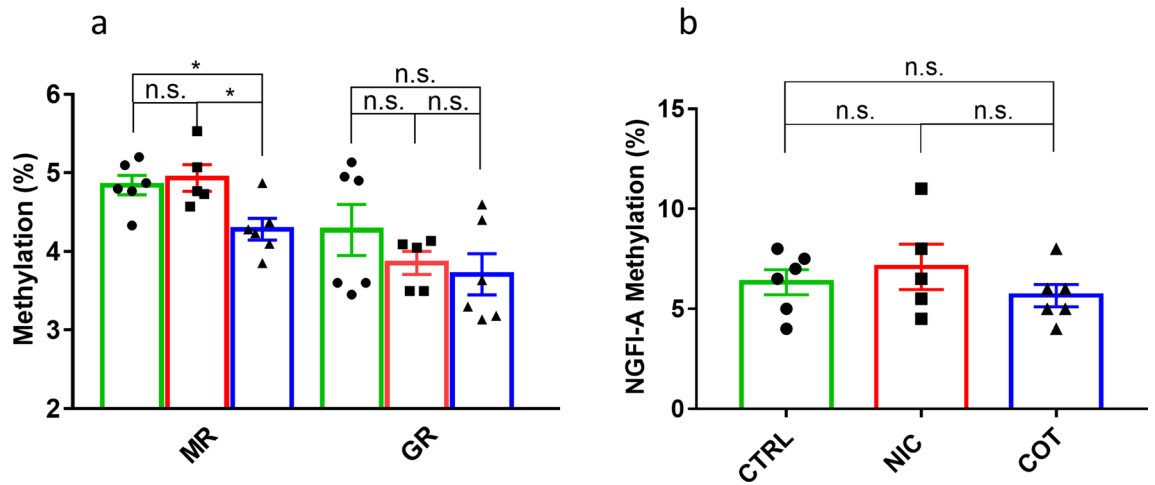 a
*
n.s.
*
n.s.
n.s.
n.s.
6
5
4
3
2
Methylation (%)
MR
GR
b
n.s.
n.s.
n.s.
15
10
5
0
NGFI-A Methylation (%)
CTRL
NIC
COT